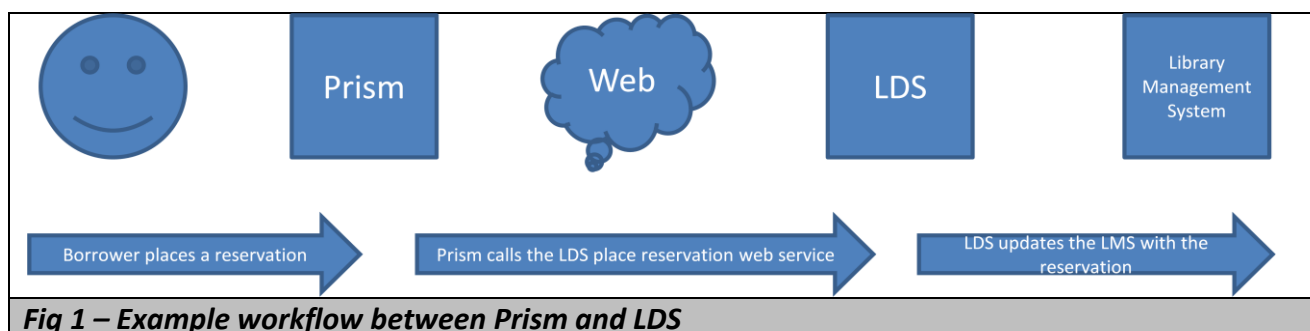 Prism
Web
LDS
Library
Management
System
Borrower places a reservation
Prism calls the LDS place reservation web service
LDS updates the LMS with the
reservation
Fig 1 – Example workflow between Prism and LDS